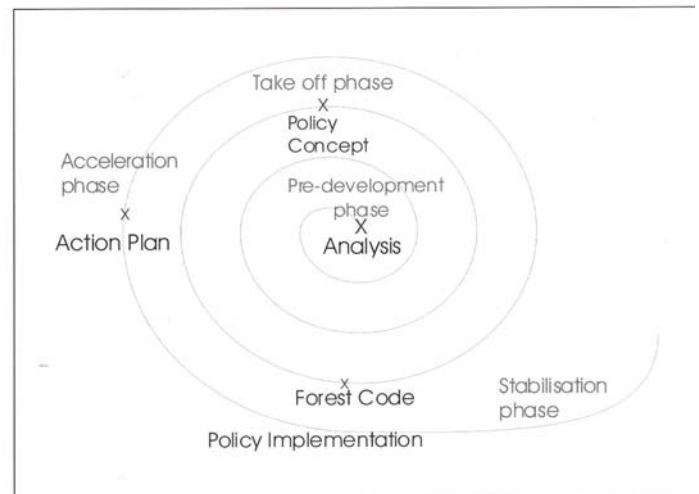 Take off phase
X
Policy
Concept
Acceleration
phase
X
Action Plan
Pre-development
phase
X
Analysis
X
Forest Code
Stabilisation
phase
Policy Implementation